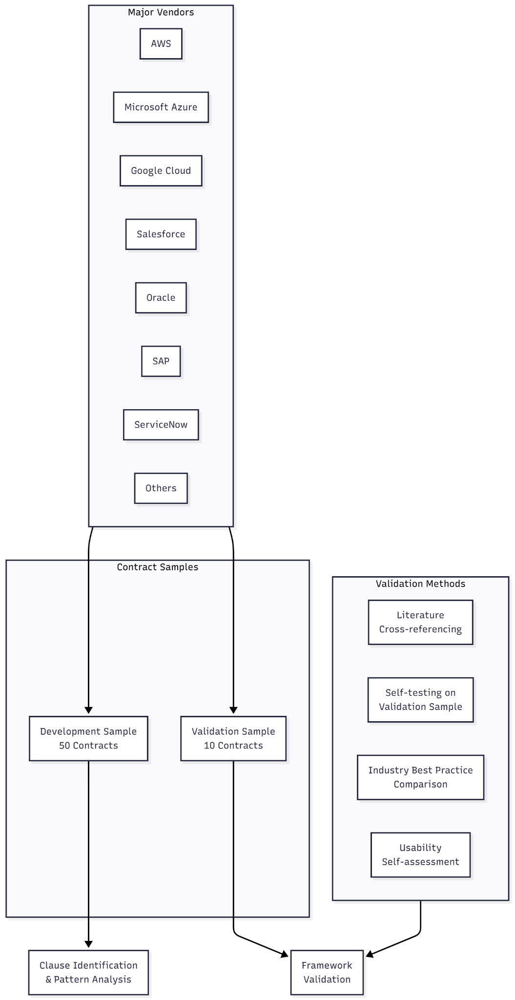 Major Vendors
AWS
Microsoft Azure
Google Cloud
Salesforce
Oracle
SAP
ServiceNow
Others
Contract Samples
Development Sample
50 Contracts
Validation Sample
10 Contracts
Validation Methods
Literature
Cross-referencing
Self-testing on
Validation Sample
Industry Best Practice
Comparison
Usability
Self-assessment
Clause Identification
& Pattern Analysis
Framework
Validation